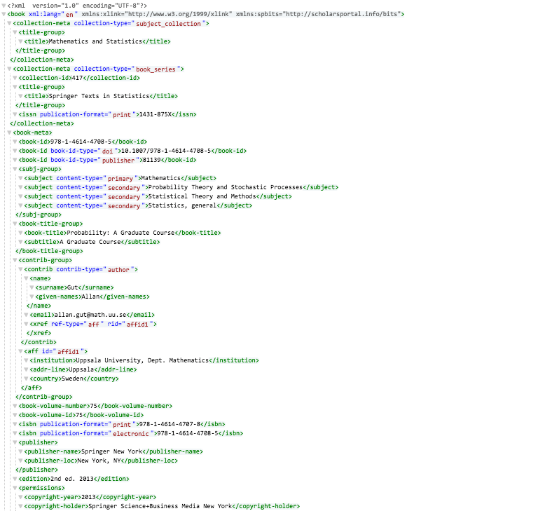 <?xml version="1.0" encoding="UTF-8"?>
<book xml:lang="en" xmlns:xlink="http://www.w3.org/1999/xlink" xmlns:spbits="http://scholarsportal.info/bits">
<collection-meta collection-type="subject_collection">
<title-group>
<title>Mathematics and Statistics</title>
</title-group>
</collection-meta>
<collection-meta collection-type="book_series">
<collection-id>417</collection-id>
<title-group>
<title>Springer Texts in Statistics</title>
</title-group>
<issn publication-format="print">1431-875X</issn>
</collection-meta>
<book-meta>
<book-id>978-1-4614-4708-5</book-id>
<book-id book-id-type="doi">10.1007/978-1-4614-4708-5</book-id>
<book-id book-id-type="publisher">81139</book-id>
<subj-group>
<subject content-type="primary">Mathematics</subject>
<subject content-type="secondary">Probability Theory and Stochastic Processes</subject>
<subject content-type="secondary">Statistical Theory and Methods</subject>
<subject content-type="secondary">Statistics, general</subject>
</subj-group>
<book-title-group>
<book-title>Probability: A Graduate Course</book-title>
<subtitle>A Graduate Course</subtitle>
</book-title-group>
<contrib-group>
<contrib contrib-type="author">
<name>
<surname>Gut</surname>
<given-names>Allan</given-names>
</name>
<email>allan.gut@math.uu.se</email>
<xref ref-type="aff" rid="affid1">
</xref>
</contrib>
<aff id="affid1">
<institution>Uppsala University, Dept. Mathematics</institution>
<addr-line>Uppsala</addr-line>
<country>Sweden</country>
</aff>
</contrib-group>
<book-volume-number>75</book-volume-number>
<book-volume-id>75</book-volume-id>
<isbn publication-format="print">978-1-4614-4707-8</isbn>
<isbn publication-format="electronic">978-1-4614-4708-5</isbn>
<publisher>
<publisher-name>Springer New York</publisher-name>
<publisher-loc>New York, NY</publisher-loc>
</publisher>
<edition>2nd ed. 2013</edition>
<permissions>
<copyright-year>2013</copyright-year>
<copyright-holder>Springer Science+Business Media New York</copyright-holder>